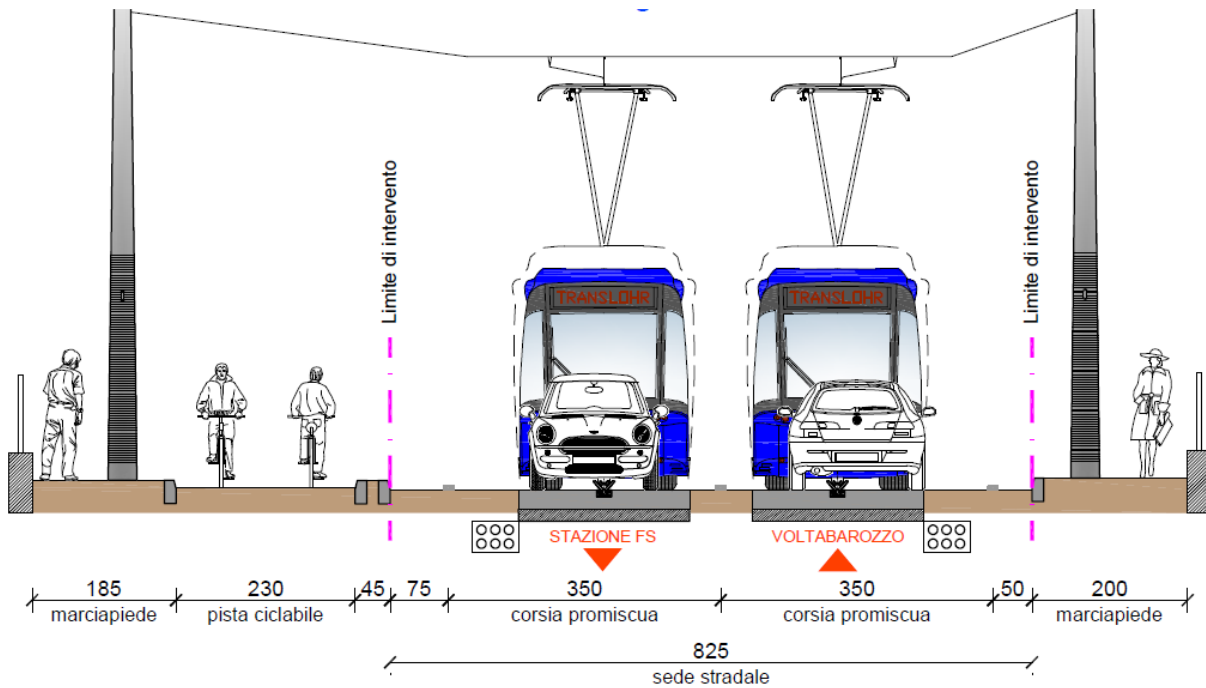 Limite di intervento
Limite di intervento
TRANSLOHR
TRANSLOHR
STAZIONE FS
VOLTABAROZZO
185
230
45
75
350
350
50
200
marciapiede
pista ciclabile
corsia promiscua
corsia promiscua
marciapiede
825
sede stradale